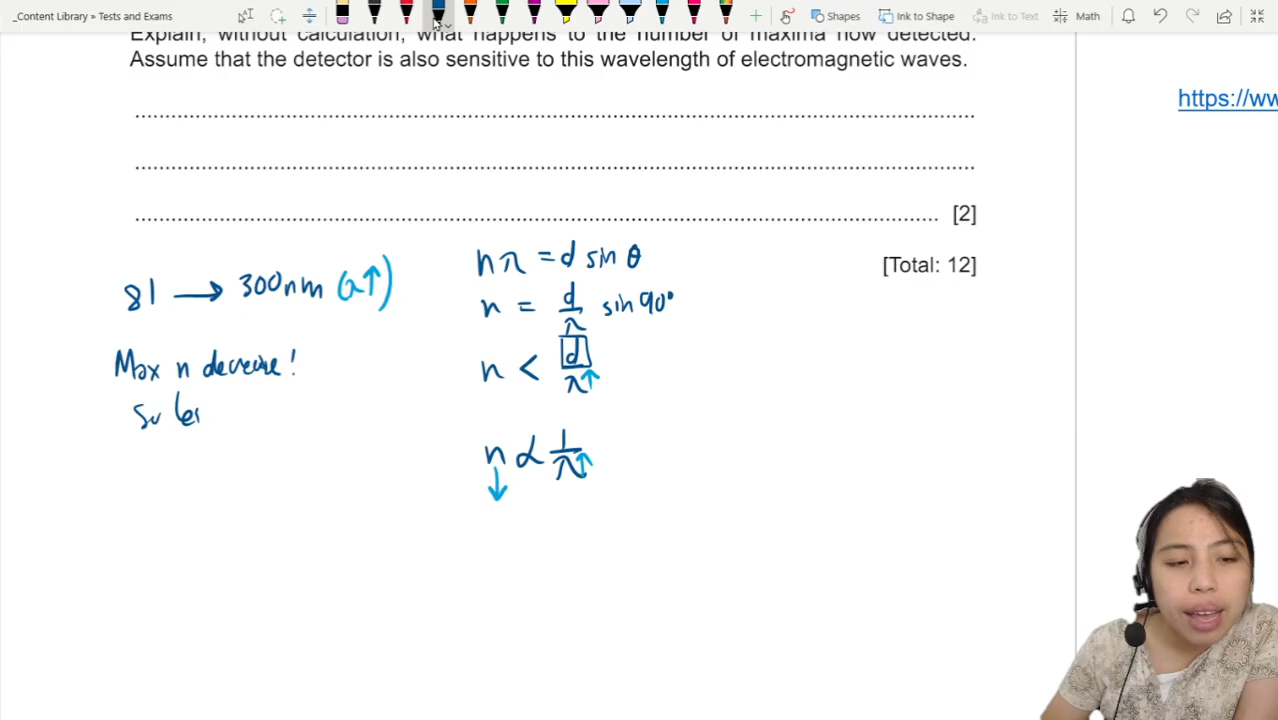 _Content Library » Tests and Exams
Shapes
Ink to Shape
Ink to Text
Math
Explain, without calculation, what happens to the number of maxima now detected.
Assume that the detector is also sensitive to this wavelength of electromagnetic waves.
https://ww
[2]
[Total: 12]
81 → 300nm (λ↑)
Max n decrease!
So les
nλ = d sin θ
n = d/λ sin 90°
n < d/λ↑
n ∝ 1/λ↑
↓